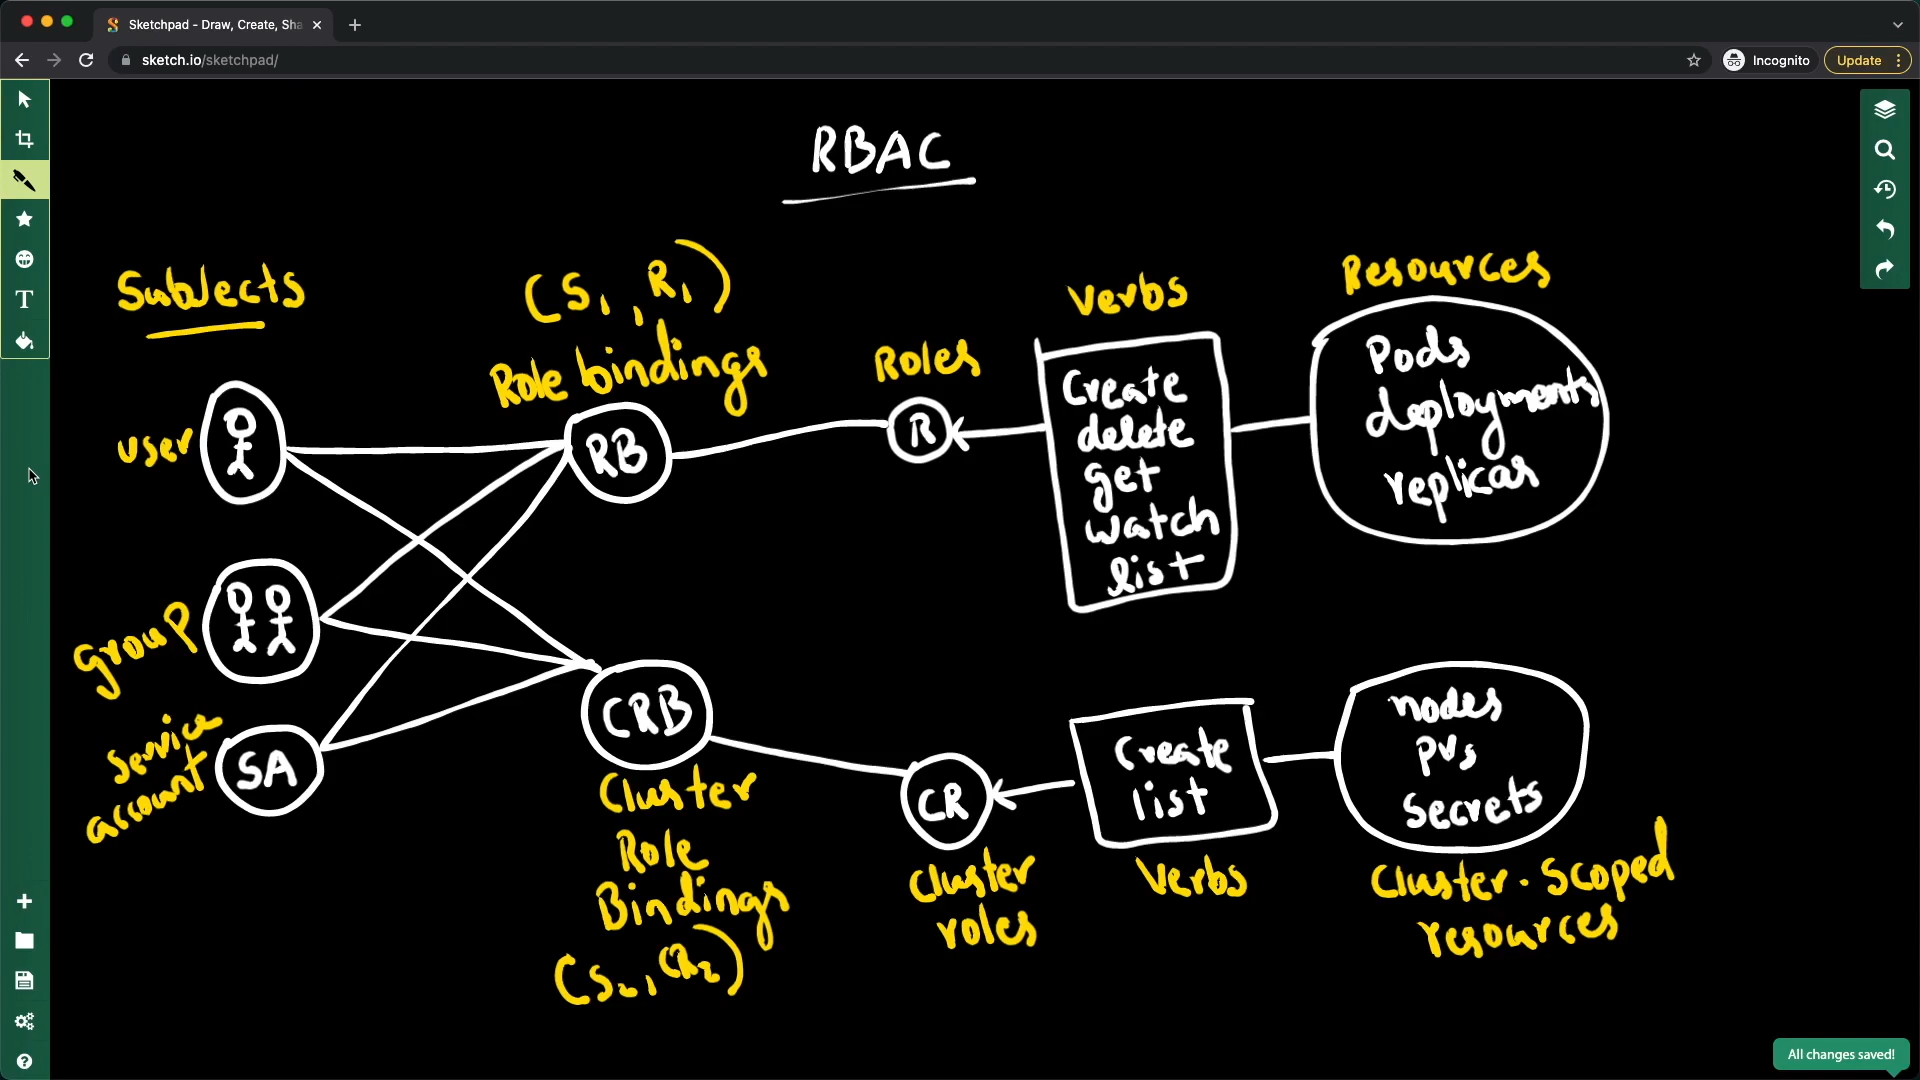 Sketchpad - Draw, Create, Sha
sketch.io/sketchpad/
Incognito
Update
RBAC
Subjects
(S1, R1)
Role bindings
Roles
Verbs
Resources
user
RB
R
Create
delete
get
watch
list
Pods
deployments
replicas
group
service
account
SA
CRB
Cluster
Role
Bindings
(S2, CR2)
CR
Cluster
roles
Create
list
Verbs
nodes
PVs
Secrets
Cluster-Scoped
resources
T
All changes saved!